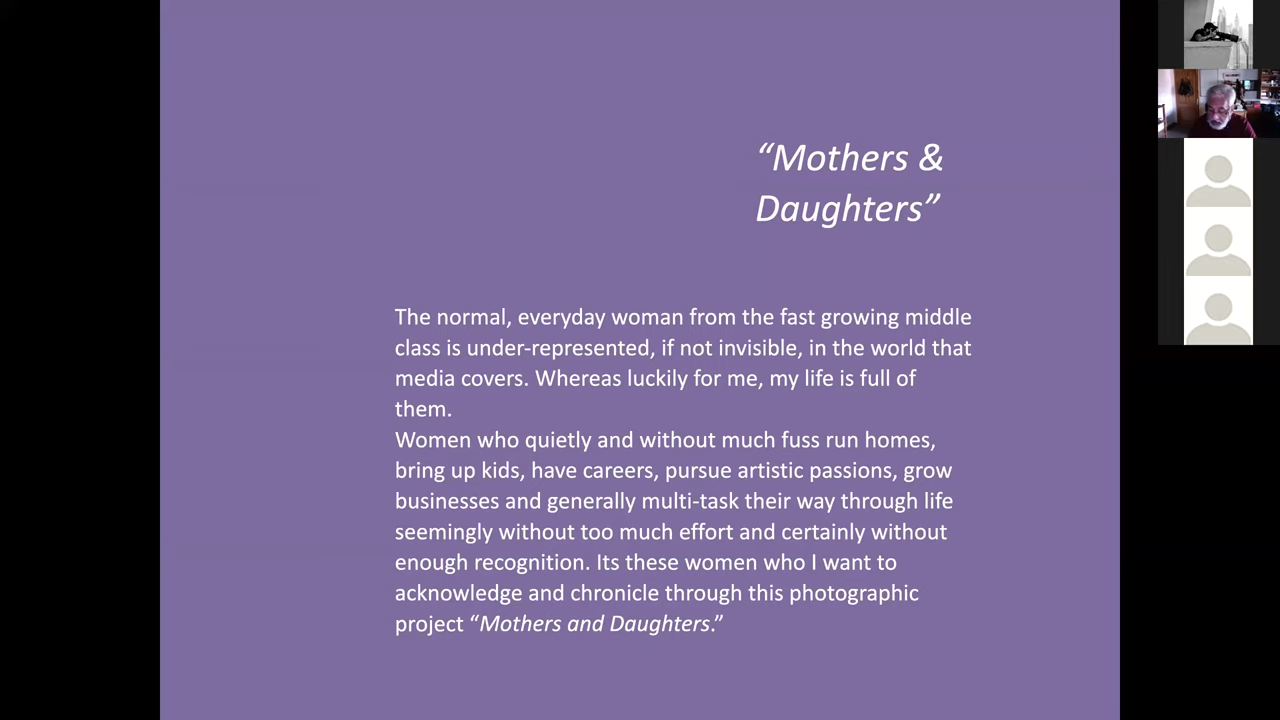 “Mothers &
Daughters”
The normal, everyday woman from the fast growing middle
class is under-represented, if not invisible, in the world that
media covers. Whereas luckily for me, my life is full of
them.
Women who quietly and without much fuss run homes,
bring up kids, have careers, pursue artistic passions, grow
businesses and generally multi-task their way through life
seemingly without too much effort and certainly without
enough recognition. Its these women who I want to
acknowledge and chronicle through this photographic
project “Mothers and Daughters.”